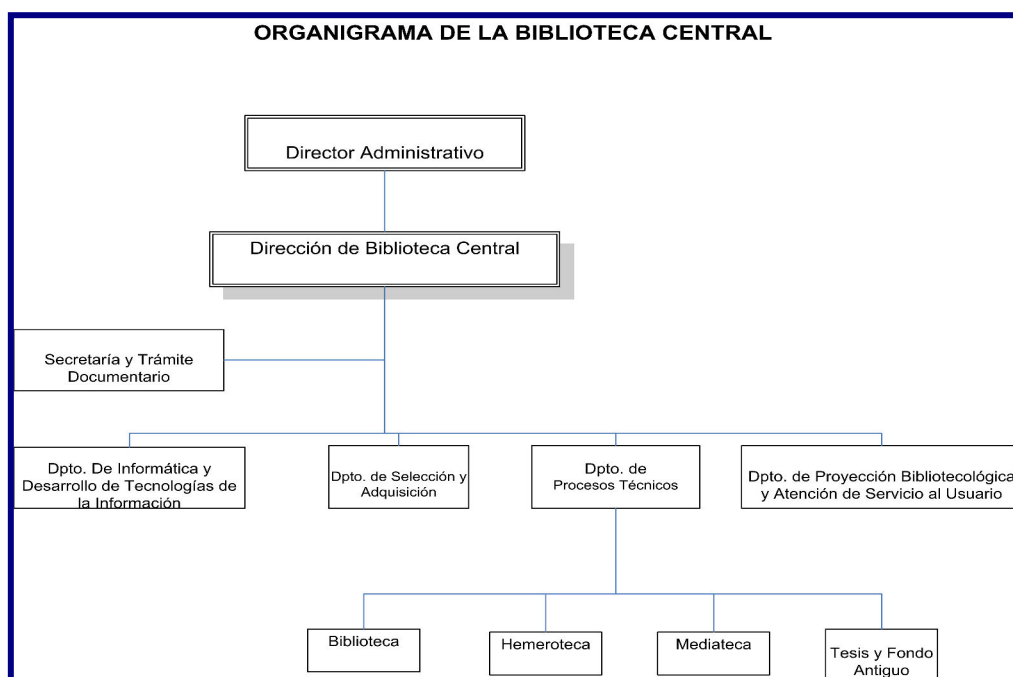 ORGANIGRAMA DE LA BIBLIOTECA CENTRAL
Director Administrativo
Dirección de Biblioteca Central
Secretaría y Trámite
Documentario
Dpto. De Informática y
Desarrollo de Tecnologías de
la Información
Dpto. de Selección y
Adquisición
Dpto. de
Procesos Técnicos
Dpto. de Proyección Bibliotecológica
y Atención de Servicio al Usuario
Biblioteca
Hemeroteca
Mediateca
Tesis y Fondo
Antiguo